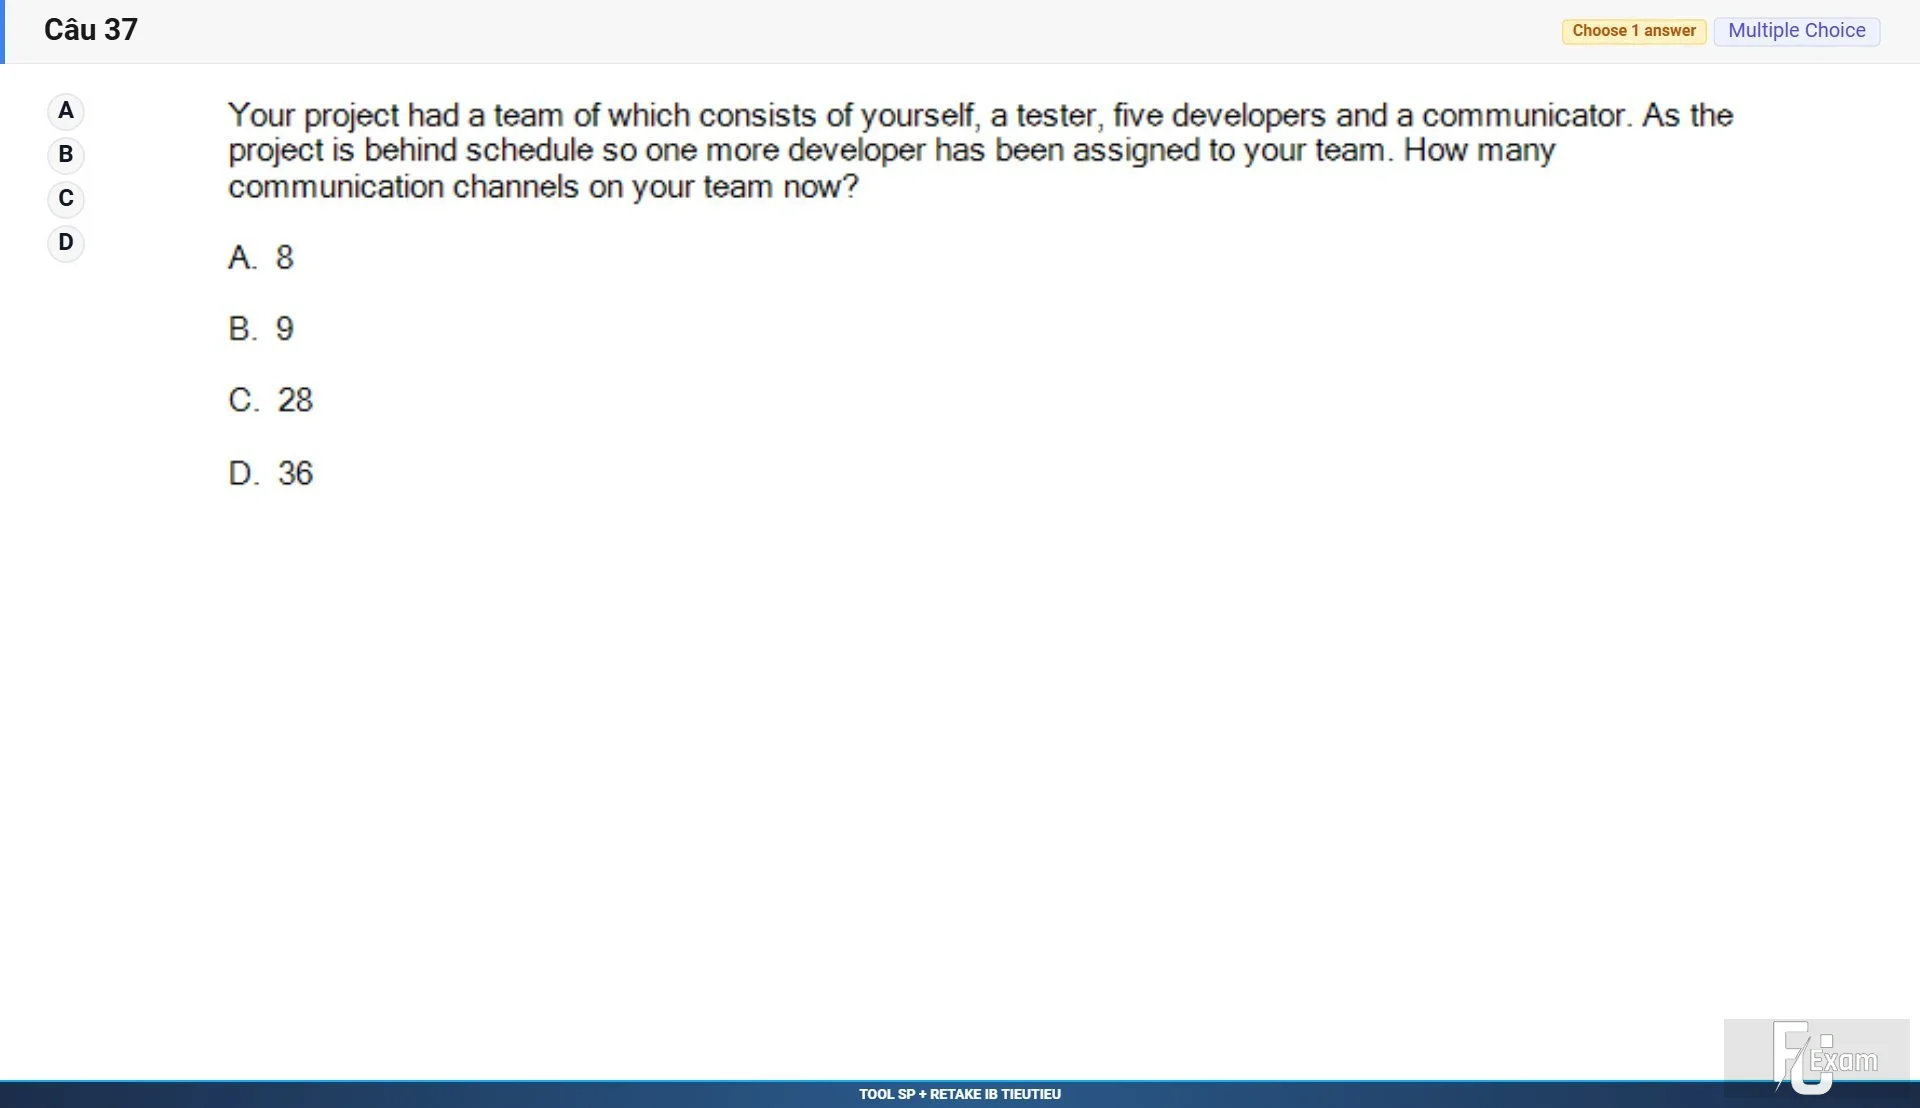 Câu 37
Choose 1 answer
Multiple Choice
A
B
C
D
Your project had a team of which consists of yourself, a tester, five developers and a communicator. As the
project is behind schedule so one more developer has been assigned to your team. How many
communication channels on your team now?
A. 8
B. 9
C. 28
D. 36
FU Exam
TOOL SP + RETAKE IB TIEUTIEU